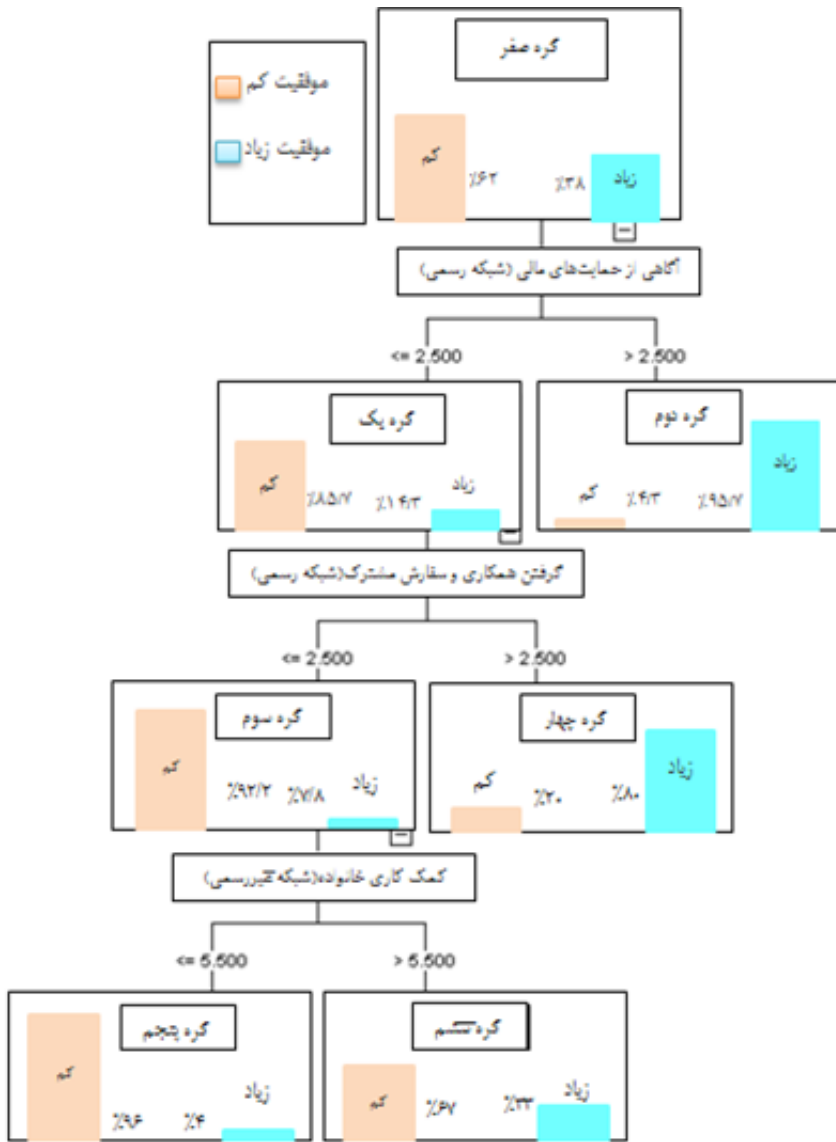 گره صفر
موفقیت کم
موفقیت زیاد
کم
٪۶۲
٪۳۸
زیاد
آگاهی از حمایت‌های مالی (شبکه رسمی)
<= 2.500
> 2.500
گره یک
کم
٪۸۵/۷
٪۱۴/۳
زیاد
گره دوم
کم
٪۴/۳
٪۹۵/۷
زیاد
گرفتن همکاری و سفارش مشترک(شبکه رسمی)
<= 2.500
> 2.500
گره سوم
کم
٪۹۲/۲
٪۷/۸
زیاد
گره چهار
کم
٪۲۰
٪۸۰
زیاد
کمک کاری خانواده(شبکه غیررسمی)
<= 5.500
> 5.500
گره پنجم
کم
٪۹۶
٪۴
زیاد
گره ششم
کم
٪۶۷
٪۳۳
زیاد